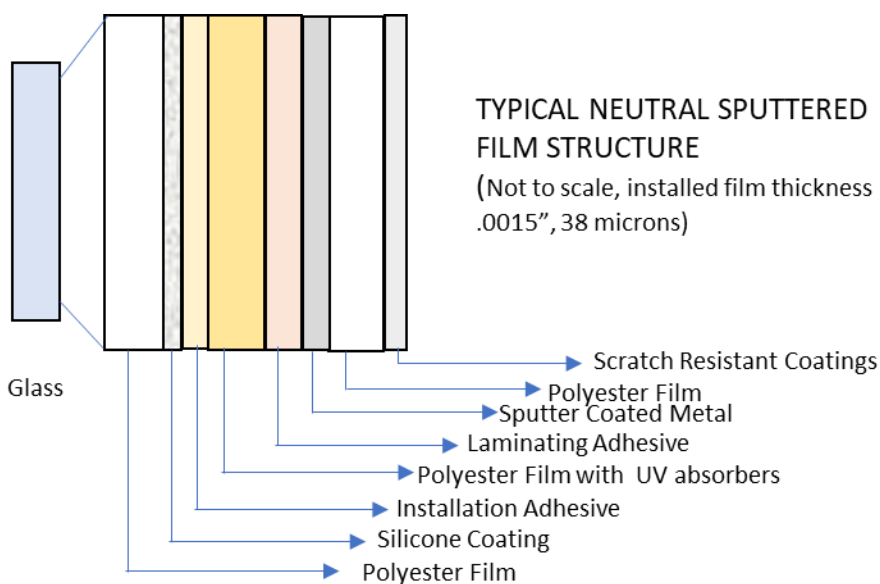 TYPICAL NEUTRAL SPUTTERED
FILM STRUCTURE
(Not to scale, installed film thickness
.0015”, 38 microns)
Scratch Resistant Coatings
Glass
Polyester Film
Sputter Coated Metal
Laminating Adhesive
Polyester Film with UV absorbers
Installation Adhesive
Silicone Coating
Polyester Film